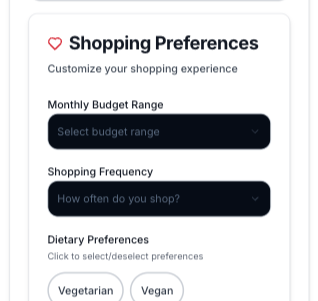 Shopping Preferences
Customize your shopping experience
Monthly Budget Range
Select budget range
Shopping Frequency
How often do you shop?
Dietary Preferences
Click to select/deselect preferences
Vegetarian
Vegan